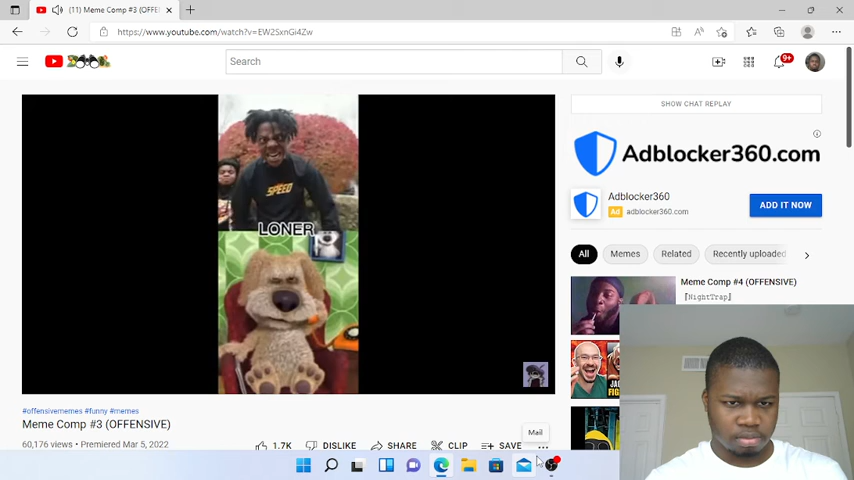 (11) Meme Comp #3 (OFFE
https://www.youtube.com/watch?v=EW2SxnGi4Zw
Search
9+
SPEED
LONER
SHOW CHAT REPLAY
Adblocker360.com
Adblocker360
Ad adblocker360.com
ADD IT NOW
All
Memes
Related
Recently uploaded
Meme Comp #4 (OFFENSIVE)
『NightTrap』
#offensivememes #funny #memes
Meme Comp #3 (OFFENSIVE)
60,176 views • Premiered Mar 5, 2022
1.7K
DISLIKE
SHARE
CLIP
SAVE
Mail